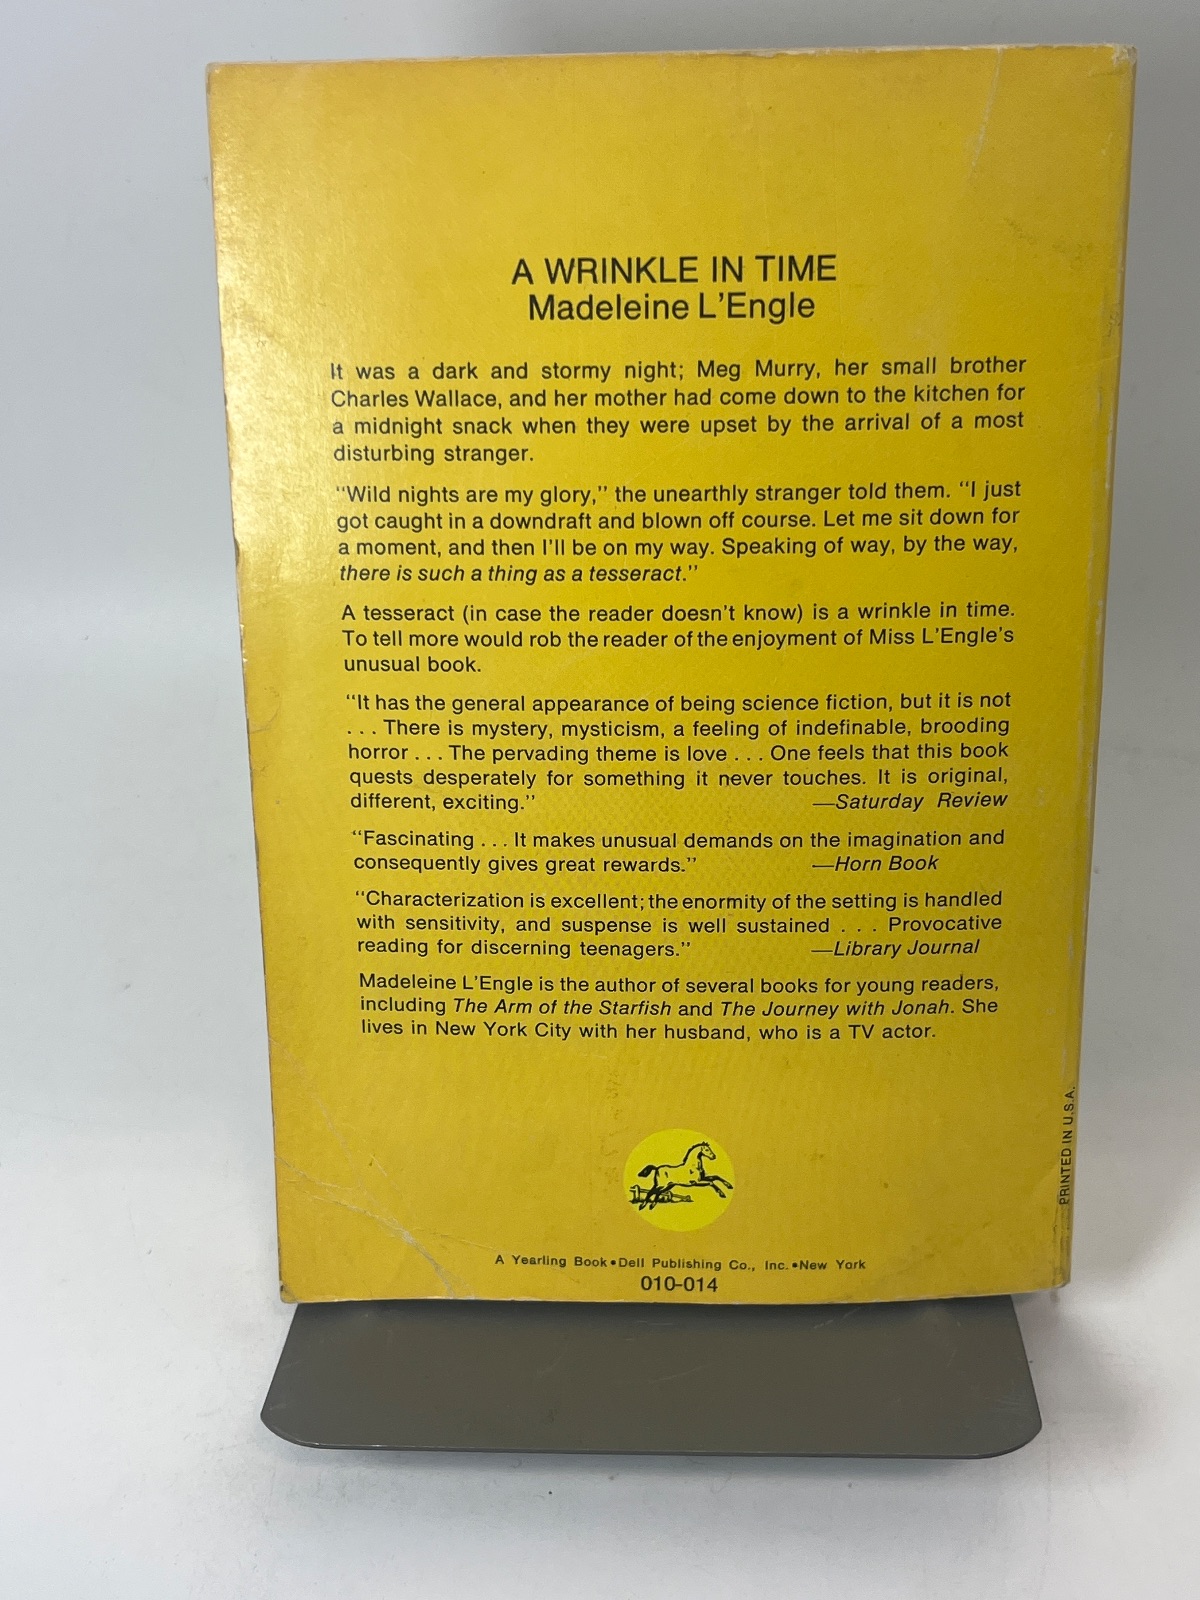 A WRINKLE IN TIME
Madeleine L'Engle
It was a dark and stormy night; Meg Murry, her small brother
Charles Wallace, and her mother had come down to the kitchen for
a midnight snack when they were upset by the arrival of a most
disturbing stranger.
"Wild nights are my glory," the unearthly stranger told them. "I just
got caught in a downdraft and blown off course. Let me sit down for
a moment, and then I'll be on my way. Speaking of way, by the way,
there is such a thing as a tesseract."
A tesseract (in case the reader doesn't know) is a wrinkle in time.
To tell more would rob the reader of the enjoyment of Miss L'Engle's
unusual book.
"It has the general appearance of being science fiction, but it is not
. . . There is mystery, mysticism, a feeling of indefinable, brooding
horror . . . The pervading theme is love . . . One feels that this book
quests desperately for something it never touches. It is original,
different, exciting." —Saturday Review
"Fascinating . . . It makes unusual demands on the imagination and
consequently gives great rewards." —Horn Book
"Characterization is excellent; the enormity of the setting is handled
with sensitivity, and suspense is well sustained . . . Provocative
reading for discerning teenagers." —Library Journal
Madeleine L'Engle is the author of several books for young readers,
including The Arm of the Starfish and The Journey with Jonah. She
lives in New York City with her husband, who is a TV actor.
PRINTED IN U.S.A.
A Yearling Book • Dell Publishing Co., Inc. • New York
010-014